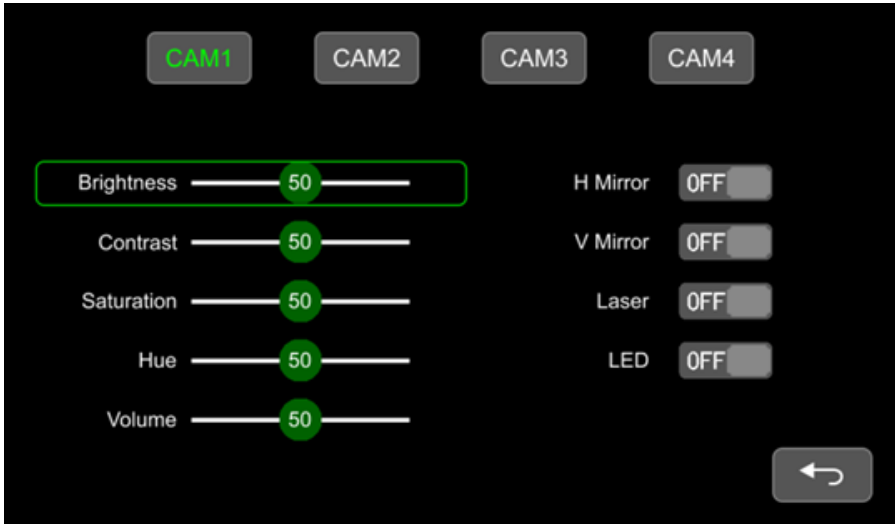 CAM1 CAM2 CAM3 CAM4
Brightness 50 H Mirror OFF
Contrast 50 V Mirror OFF
Saturation 50 Laser OFF
Hue 50 LED OFF
Volume 50